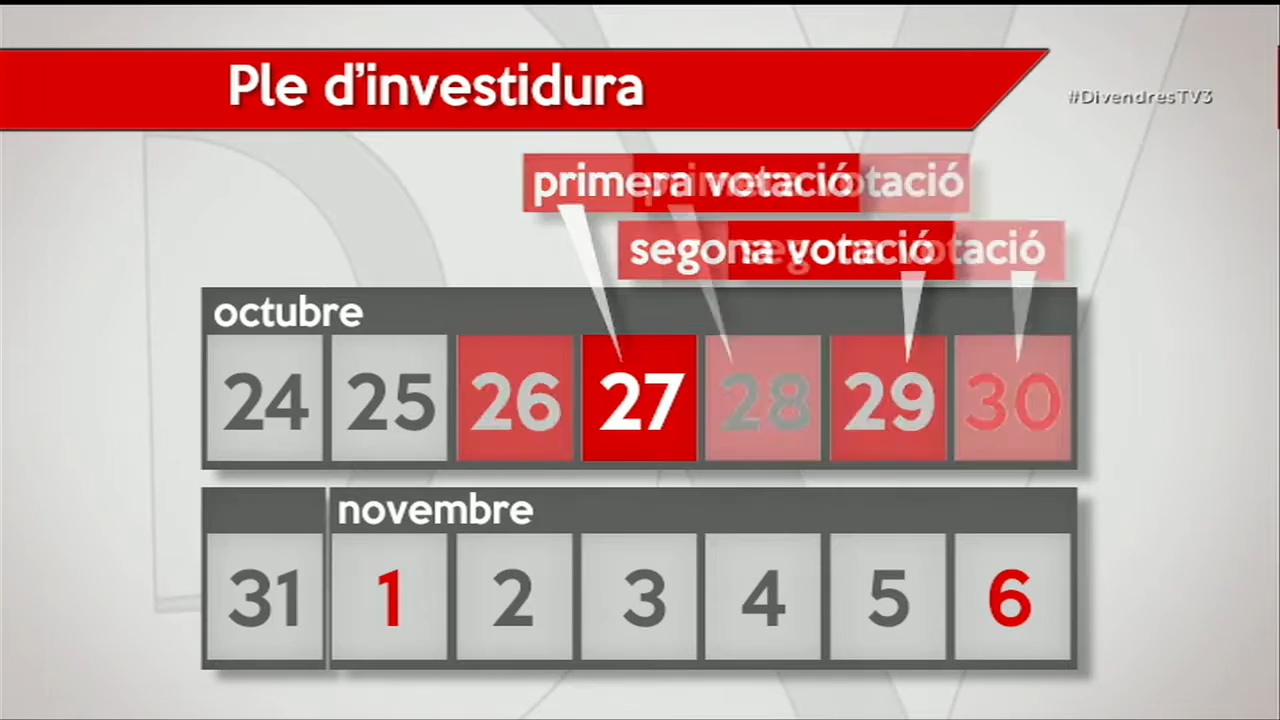 Ple d'investidura
#DivendresTV3
primera votació
segona votació
octubre
24 25 26 27 28 29 30
novembre
31 1 2 3 4 5 6